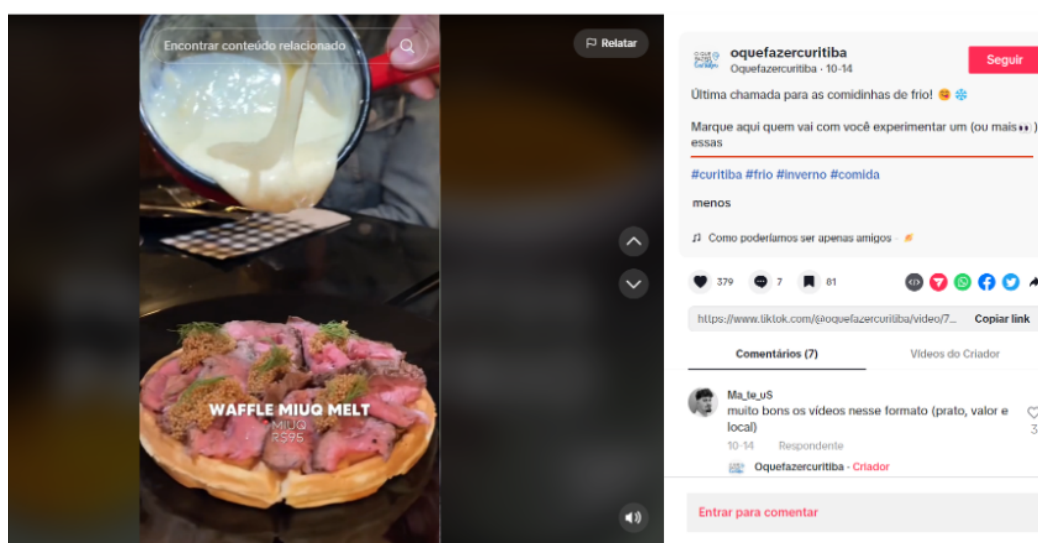 Encontrar conteúdo relacionado
Relatar
WAFFLE MIUQ MELT
MIUQ
R$95
oquefazercuritiba
Oquefazercuritiba · 10-14
Seguir
Última chamada para as comidinhas de frio! 🥰 ❄️
Marque aqui quem vai com você experimentar um (ou mais👀)
essas
#curitiba #frio #inverno #comida
menos
♫ Como poderíamos ser apenas amigos -
379
7
81
https://www.tiktok.com/@oquefazercuritiba/video/7...
Copiar link
Comentários (7)
Vídeos do Criador
Ma_te_uS
muito bons os vídeos nesse formato (prato, valor e
local)
3
10-14 Respondente
Oquefazercuritiba · Criador
Entrar para comentar